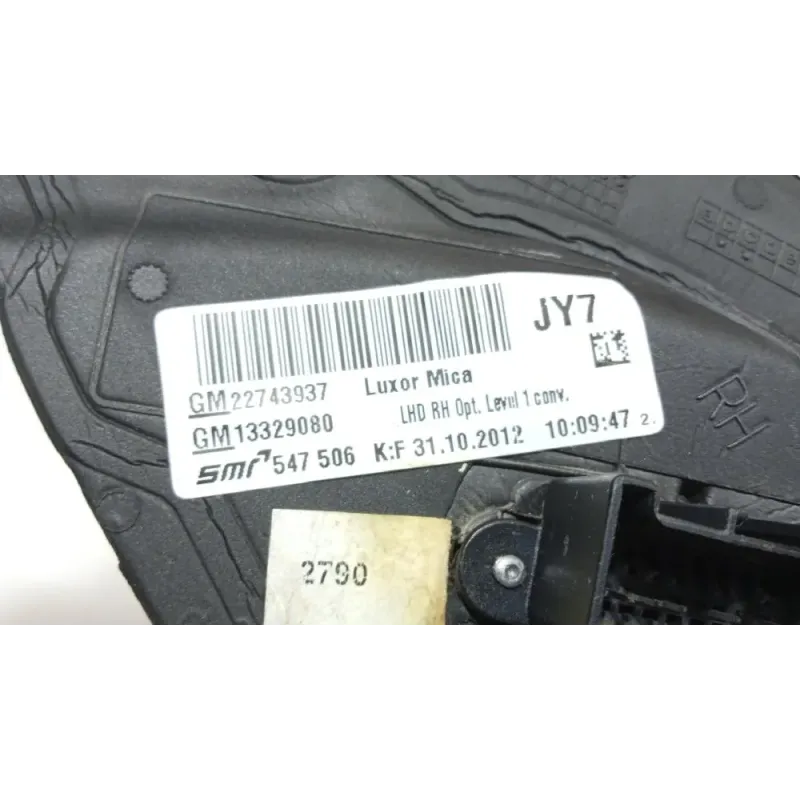 JY7
GM22743937 Luxor Mica
GM13329080 LHD RH Opt. Level 1 conv.
smr 547 506 K:F 31.10.2012 10:09:47 2.
RH
2790